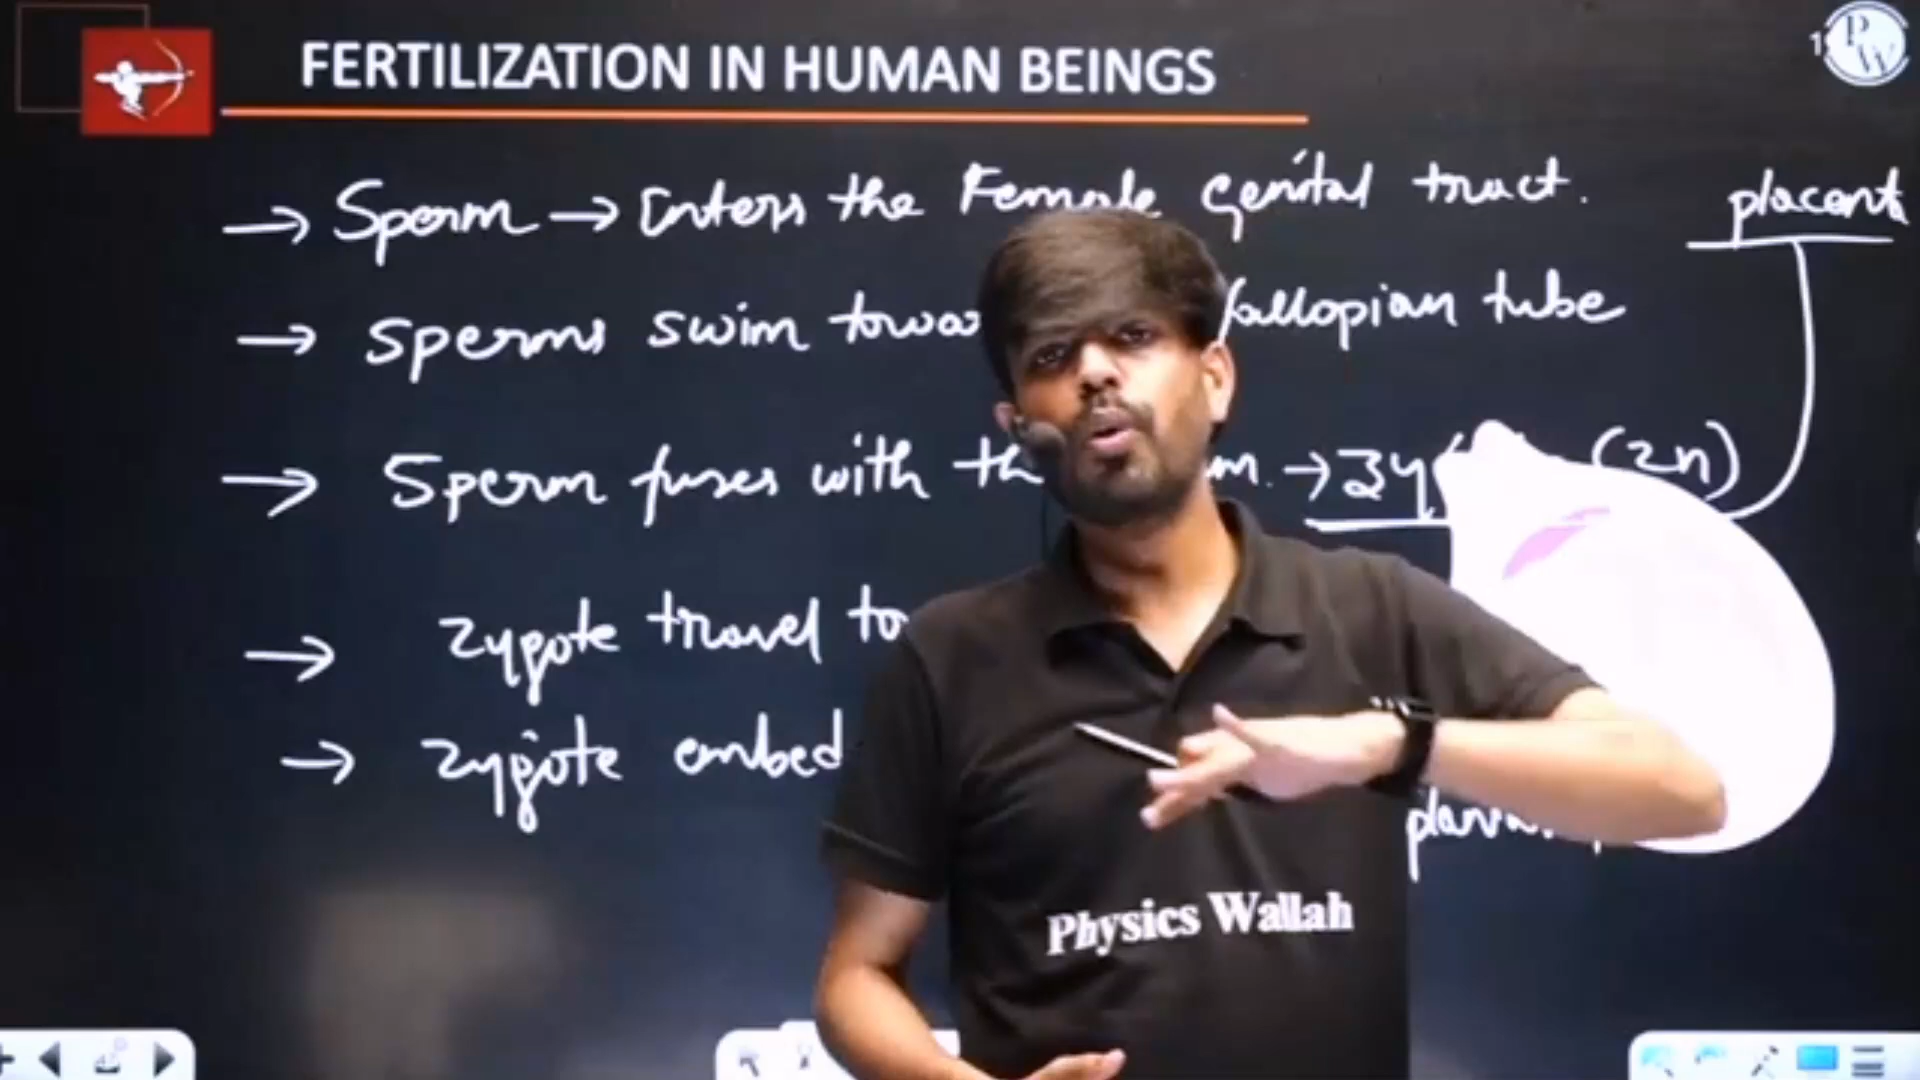 FERTILIZATION IN HUMAN BEINGS
PW
→ Sperm → Enters the Female Genital tract.
placenta
→ Sperms swim towa fallopian tube
→ Sperm fuses with th m. → zy (2n)
→ zygote travel to
→ zygote embed
Physics Wallah